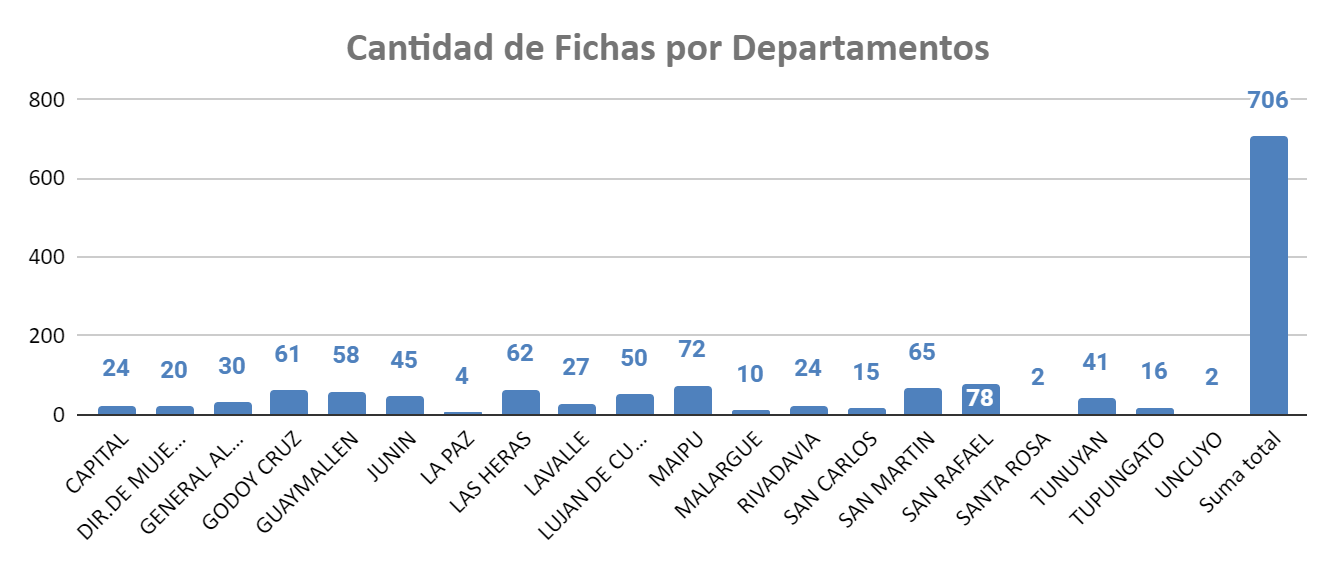 Cantidad de Fichas por Departamentos
800
600
400
200
0
24
20
30
61
58
45
4
62
27
50
72
10
24
15
65
78
2
41
16
2
706
CAPITAL
DIR.DE MUJE...
GENERAL AL...
GODOY CRUZ
GUAYMALLEN
JUNIN
LA PAZ
LAS HERAS
LAVALLE
LUJAN DE CU...
MAIPU
MALARGUE
RIVADAVIA
SAN CARLOS
SAN MARTIN
SAN RAFAEL
SANTA ROSA
TUNUYAN
TUPUNGATO
UNCUYO
Suma total